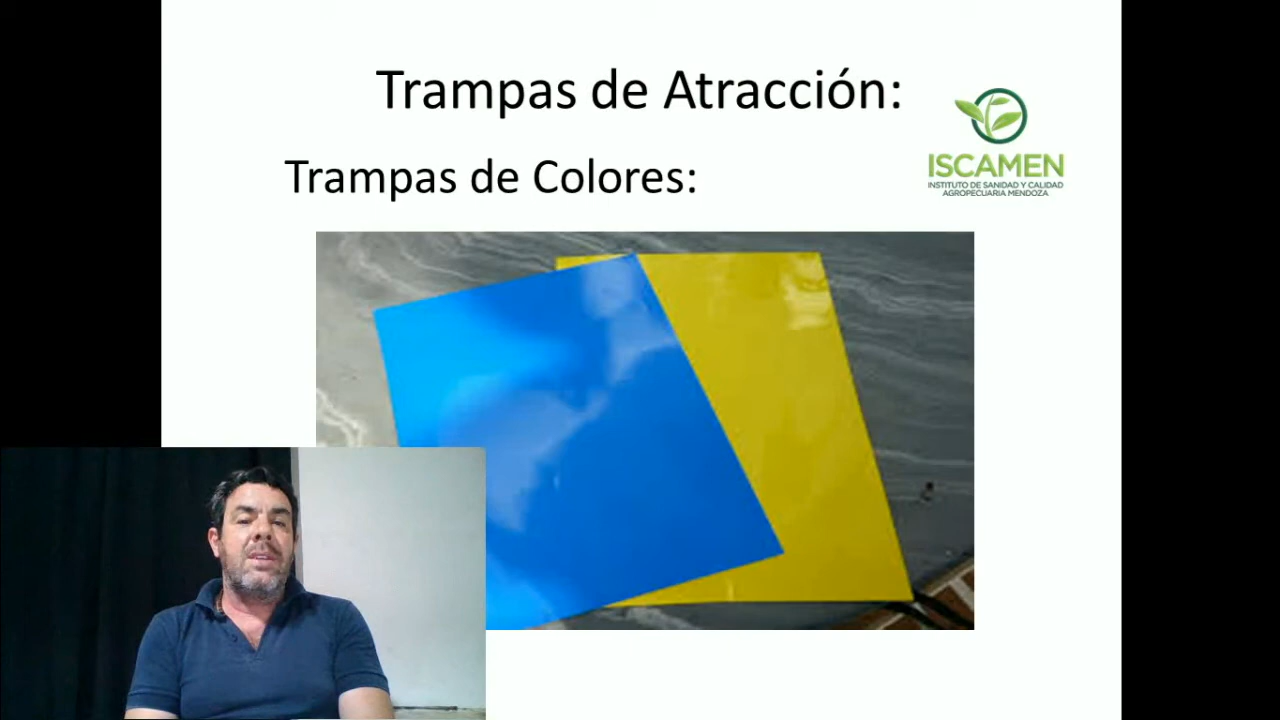 Trampas de Atracción:
Trampas de Colores:
ISCAMEN
INSTITUTO DE SANIDAD Y CALIDAD
AGROPECUARIA MENDOZA